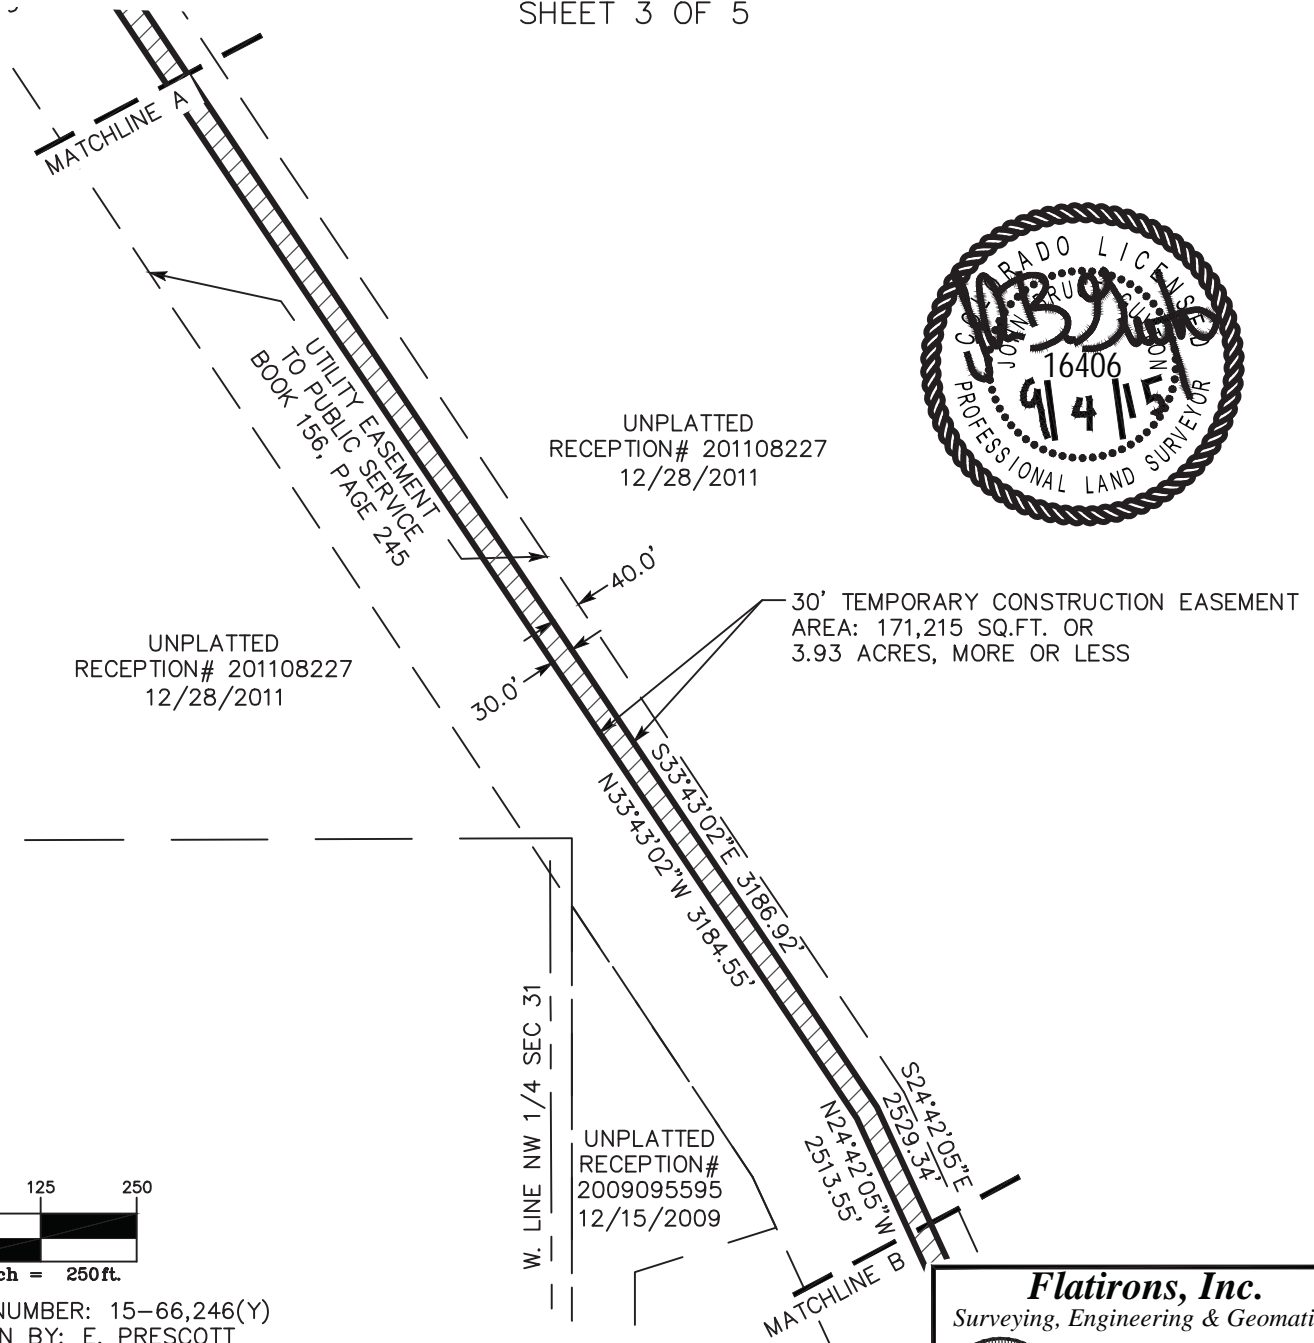 SHEET 3 OF 5
MATCHLINE A
COLORADO LICENSED
JOHN BRUCE GUYTON
16406
9/4/15
PROFESSIONAL LAND SURVEYOR
UTILITY EASEMENT
TO PUBLIC SERVICE
BOOK 156, PAGE 245
UNPLATTED
RECEPTION# 201108227
12/28/2011
40.0'
30' TEMPORARY CONSTRUCTION EASEMENT
AREA: 171,215 SQ.FT. OR
3.93 ACRES, MORE OR LESS
UNPLATTED
RECEPTION# 201108227
12/28/2011
30.0'
S33°43'02"E 3186.92'
N33°43'02"W 3184.55'
W. LINE NW 1/4 SEC 31
S24°42'05"E
2529.34'
N24°42'05"W
2513.55'
UNPLATTED
RECEPTION#
2009095595
12/15/2009
125 250
ch = 250ft.
MATCHLINE B
NUMBER: 15-66,246(Y)
N BY: E. PRESCOTT
Flatirons, Inc.
Surveying, Engineering & Geomati